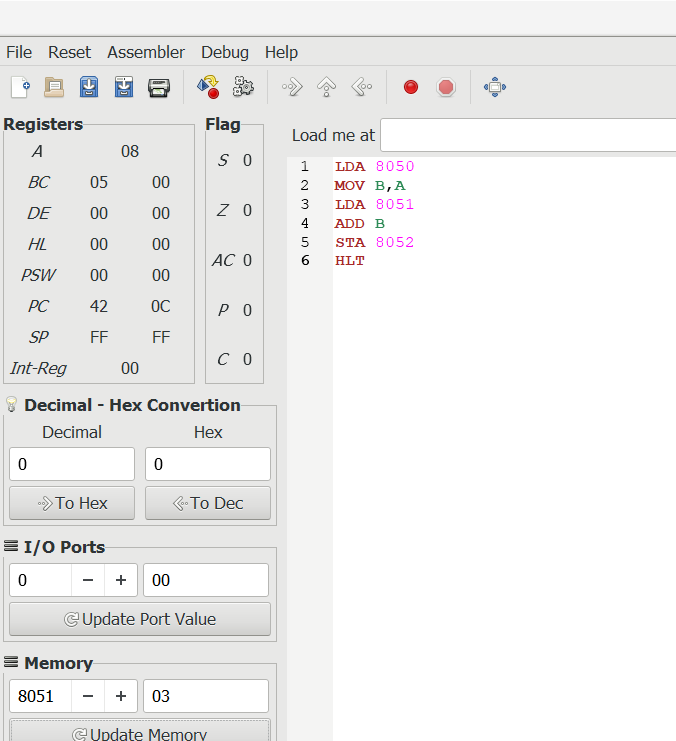 File Reset Assembler Debug Help
Registers
A 08
BC 05 00
DE 00 00
HL 00 00
PSW 00 00
PC 42 0C
SP FF FF
Int-Reg 00
Flag
S 0
Z 0
AC 0
P 0
C 0
Decimal - Hex Convertion
Decimal Hex
0 0
To Hex To Dec
I/O Ports
0 − + 00
Update Port Value
Memory
8051 − + 03
Update Memory
Load me at
1 LDA 8050
2 MOV B,A
3 LDA 8051
4 ADD B
5 STA 8052
6 HLT